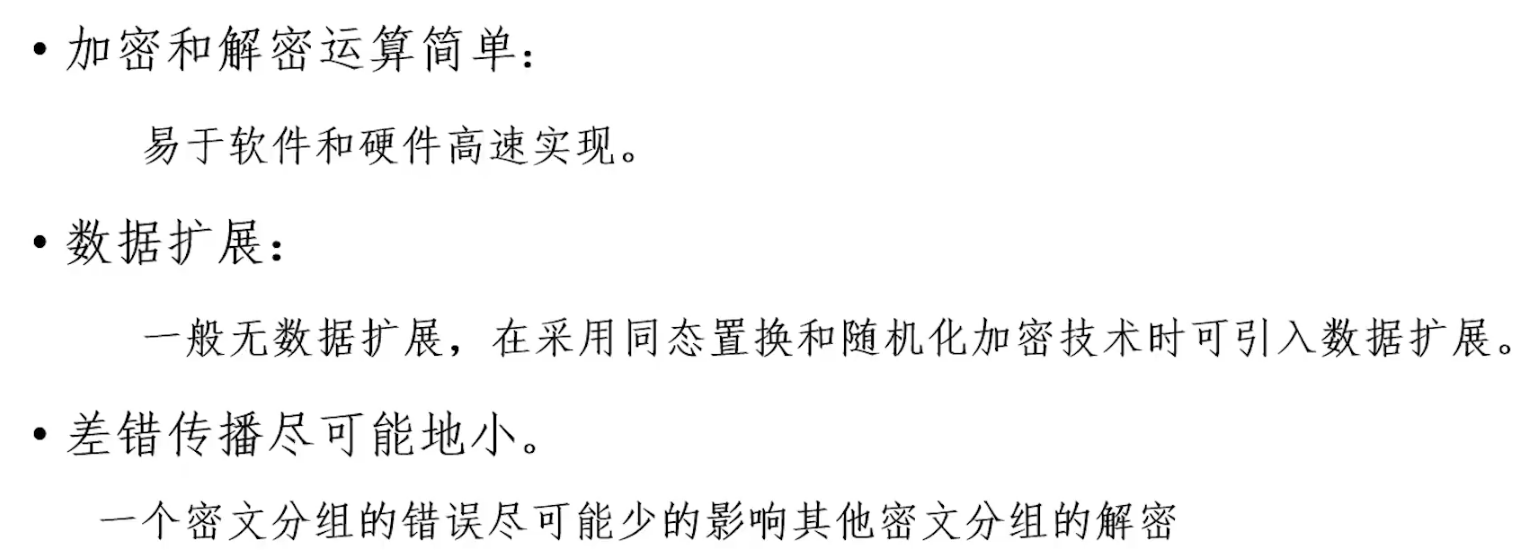 • 加密和解密运算简单：
易于软件和硬件高速实现。
• 数据扩展：
一般无数据扩展，在采用同态置换和随机化加密技术时可引入数据扩展。
• 差错传播尽可能地小。
一个密文分组的错误尽可能少的影响其他密文分组的解密